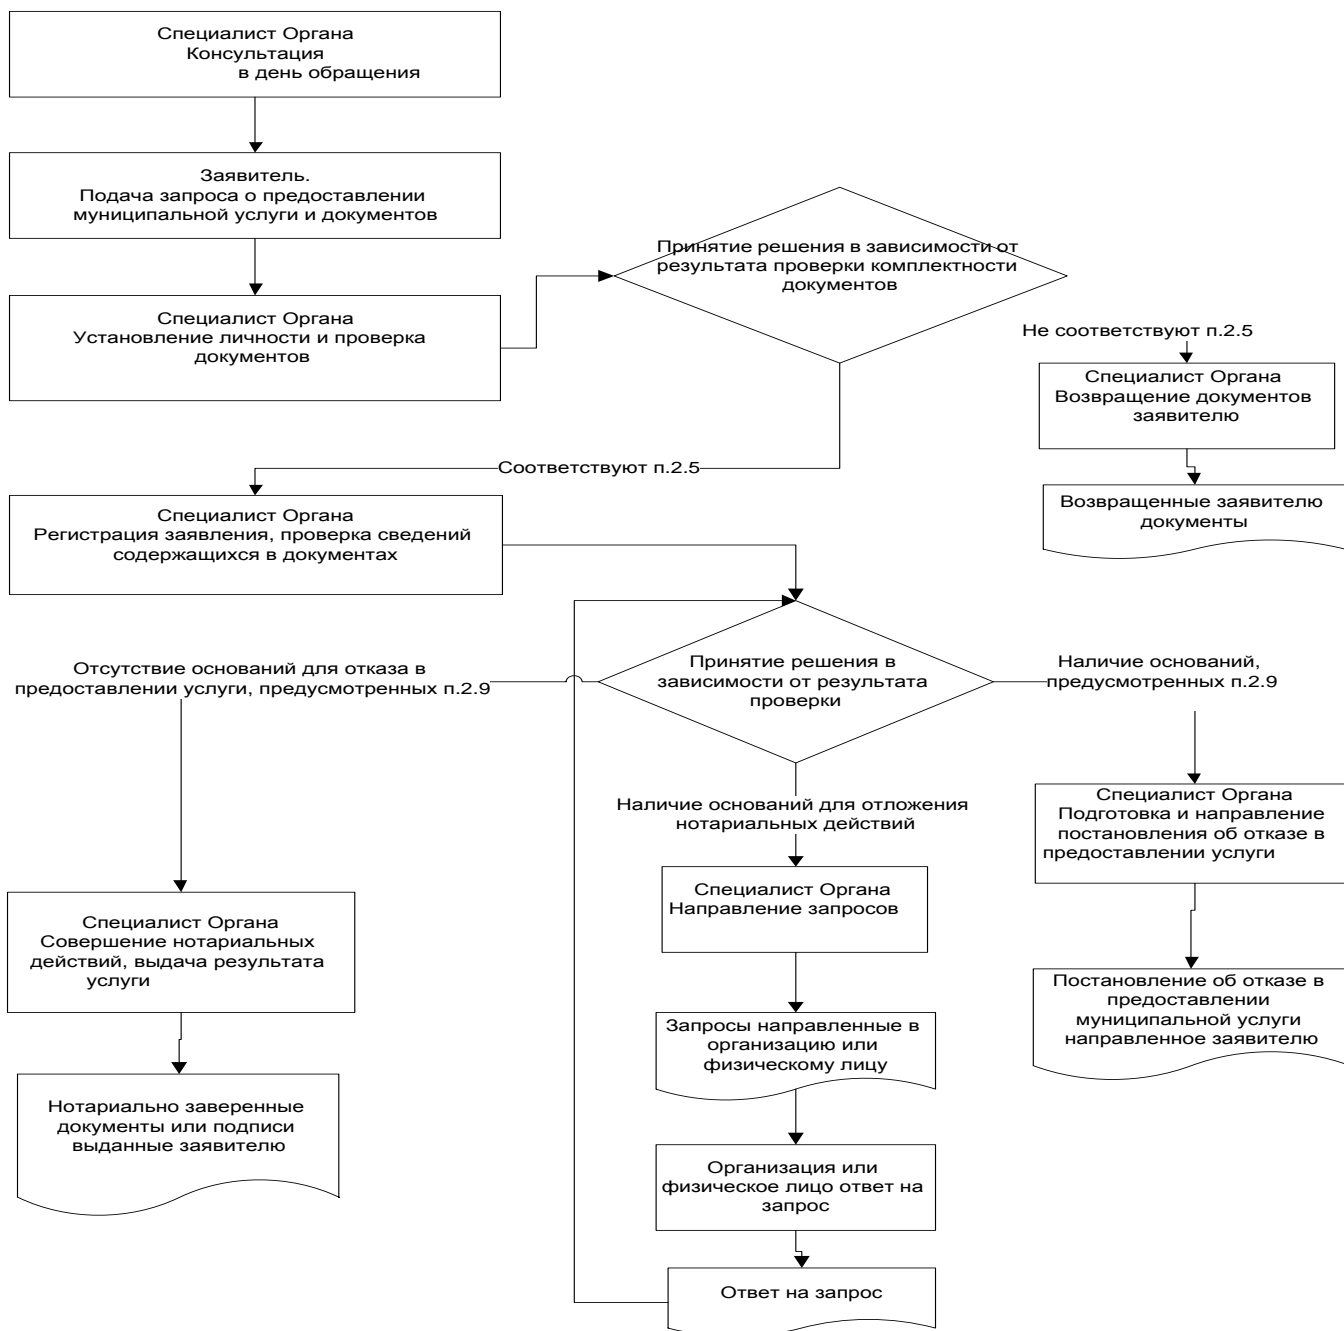 Специалист Органа
Консультация
в день обращения
Заявитель.
Подача запроса о предоставлении
муниципальной услуги и документов
Специалист Органа
Установление личности и проверка
документов
Принятие решения в зависимости от
результата проверки комплектности
документов
Не соответствуют п.2.5
Специалист Органа
Возвращение документов
заявителю
Возвращенные заявителю
документы
Соответствуют п.2.5
Специалист Органа
Регистрация заявления, проверка сведений
содержащихся в документах
Принятие решения в
зависимости от результата
проверки
Отсутствие оснований для отказа в
предоставлении услуги, предусмотренных п.2.9
Наличие оснований,
предусмотренных п.2.9
Наличие оснований для отложения
нотариальных действий
Специалист Органа
Подготовка и направление
постановления об отказе в
предоставлении услуги
Специалист Органа
Направление запросов
Специалист Органа
Совершение нотариальных
действий, выдача результата
услуги
Постановление об отказе в
предоставлении
муниципальной услуги
направленное заявителю
Запросы направленные в
организацию или
физическому лицу
Нотариально заверенные
документы или подписи
выданные заявителю
Организация или
физическое лицо ответ на
запрос
Ответ на запрос